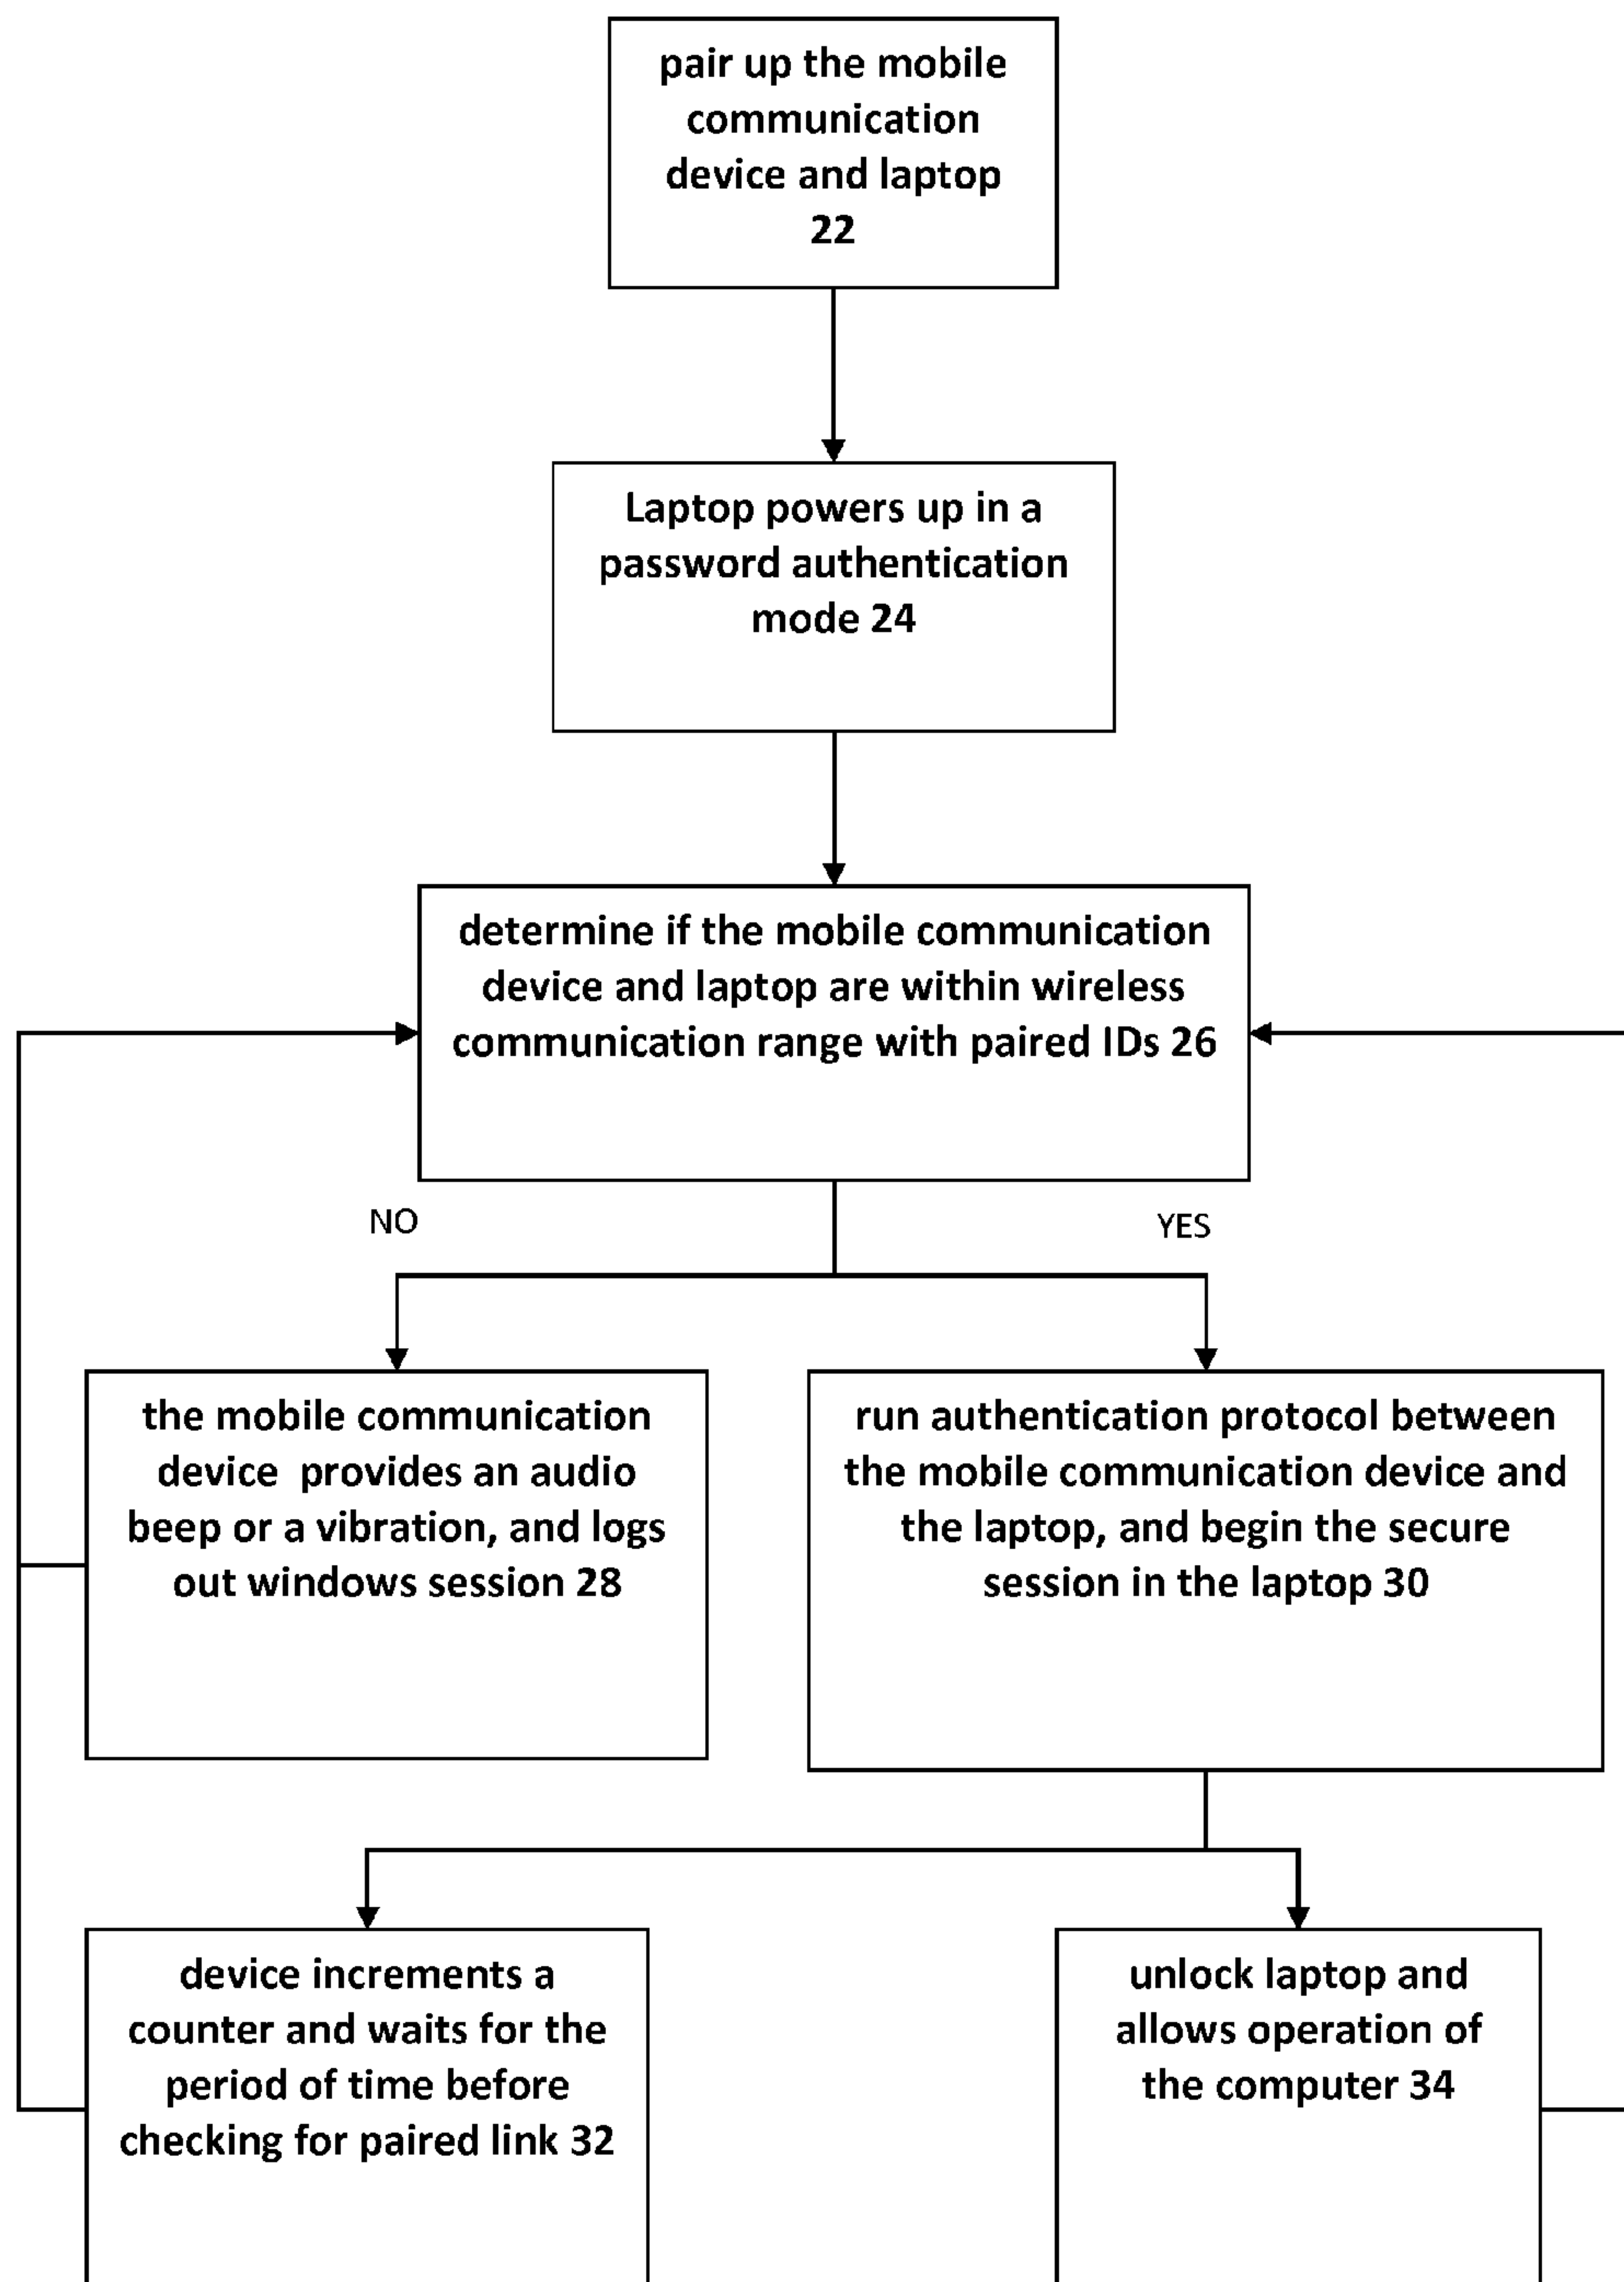 pair up the mobile
communication
device and laptop
22
Laptop powers up in a
password authentication
mode 24
determine if the mobile communication
device and laptop are within wireless
communication range with paired IDs 26
NO
YES
the mobile communication
device  provides an audio
beep or a vibration, and logs
out windows session 28
run authentication protocol between
the mobile communication device and
the laptop, and begin the secure
session in the laptop 30
device increments a
counter and waits for the
period of time before
checking for paired link 32
unlock laptop and
allows operation of
the computer 34